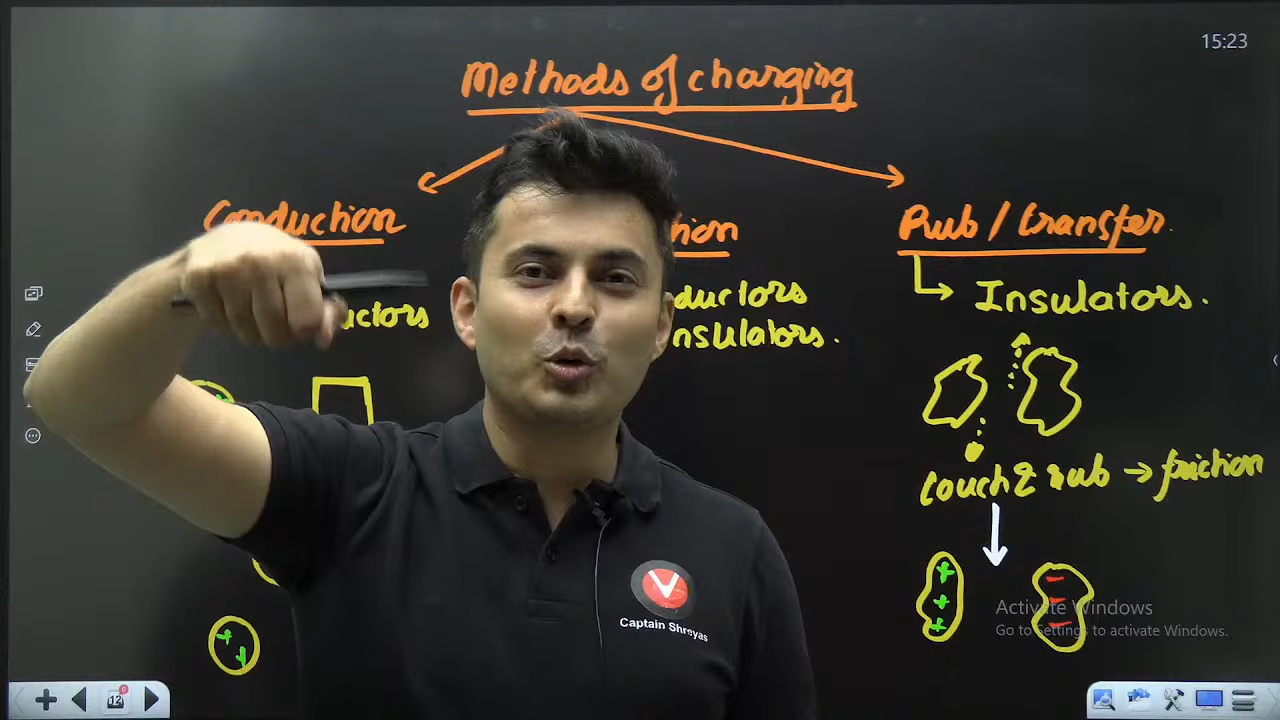 15:23
Methods of charging
Conduction
Rub / transfer
Insulators.
touch & rub → friction
+
+
+
+
+
V
Captain Shreyas
Activate Windows
Go to Settings to activate Windows.
12